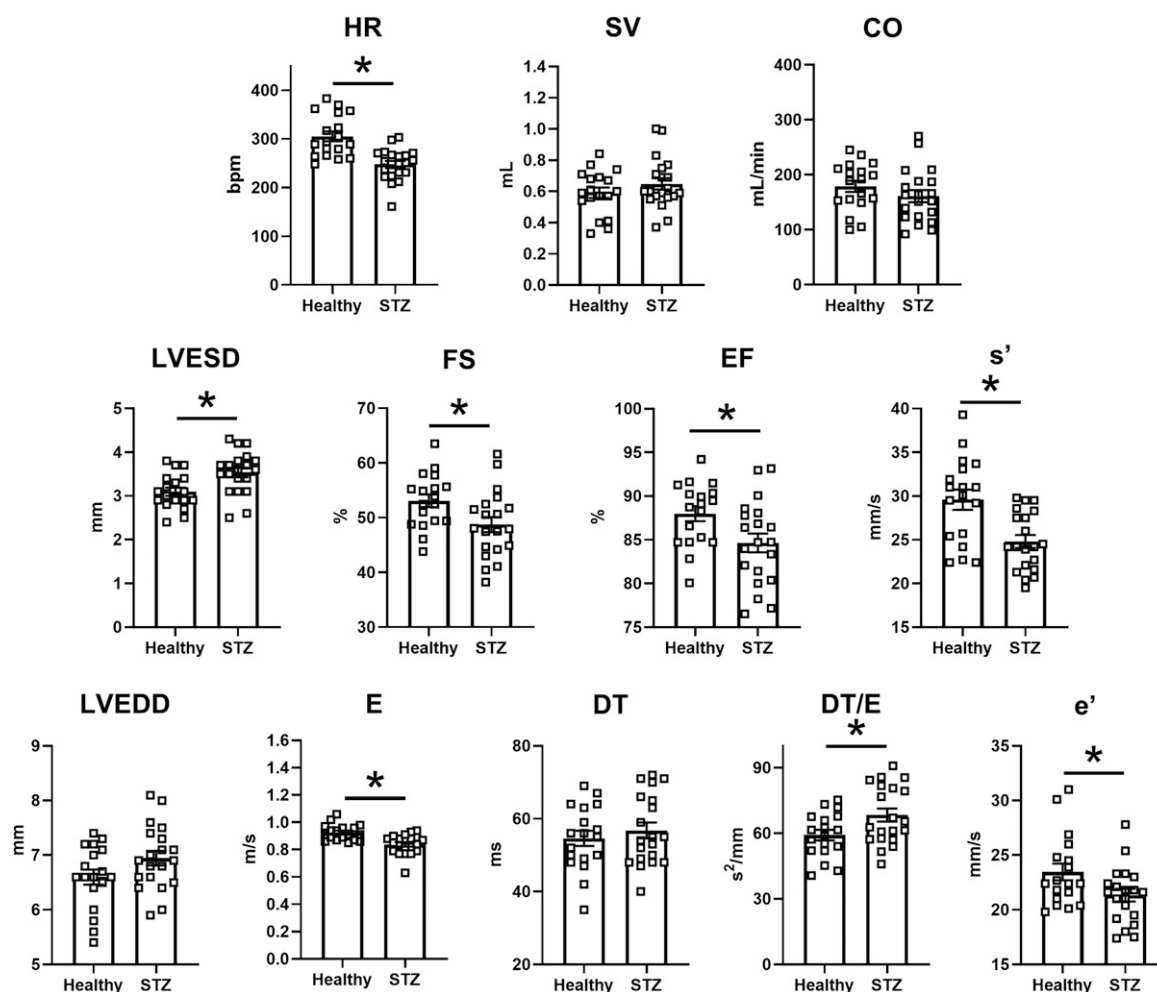 HR
SV
CO
*
bpm
400
300
200
100
0
Healthy STZ
mL
1.4
1.2
1.0
0.8
0.6
0.4
0.2
0.0
Healthy STZ
mL/min
400
300
200
100
0
Healthy STZ
LVESD
FS
EF
s’
*
mm
5
4
3
2
1
0
Healthy STZ
*
%
70
60
50
40
30
Healthy STZ
*
%
100
95
90
85
80
75
Healthy STZ
*
mm/s
40
35
30
25
20
15
Healthy STZ
LVEDD
E
DT
DT/E
e’
mm
9
8
7
6
5
Healthy STZ
*
m/s
1.6
1.4
1.2
1.0
0.8
0.6
0.4
0.2
0.0
Healthy STZ
ms
80
60
40
20
Healthy STZ
*
s²/mm
90
60
30
0
Healthy STZ
*
mm/s
35
30
25
20
15
Healthy STZ